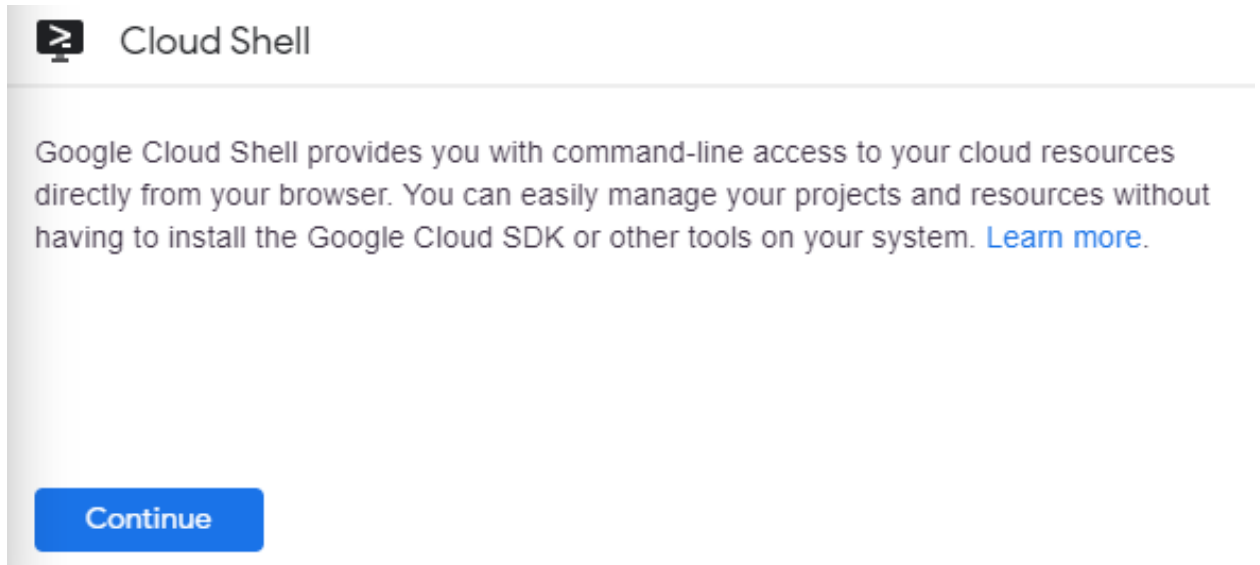 Cloud Shell
Google Cloud Shell provides you with command-line access to your cloud resources
directly from your browser. You can easily manage your projects and resources without
having to install the Google Cloud SDK or other tools on your system. Learn more.
Continue